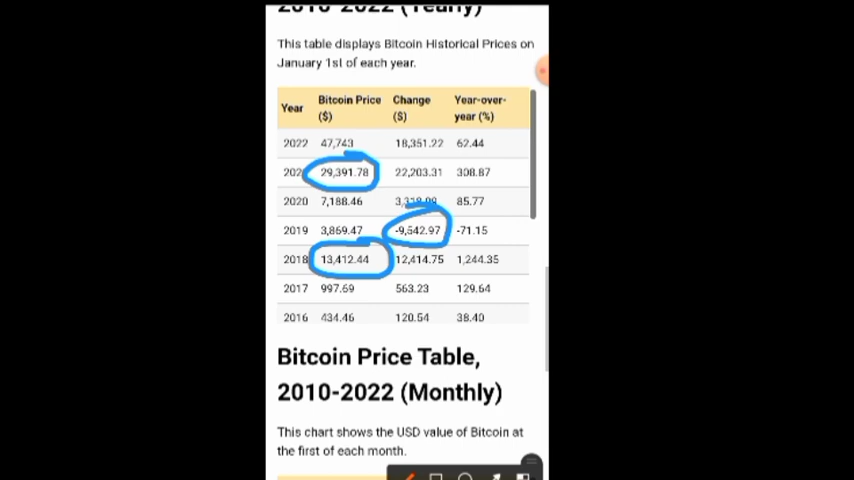 2010-2022 (Yearly)
This table displays Bitcoin Historical Prices on
January 1st of each year.
Year Bitcoin Price ($) Change ($) Year-over-year (%)
2022 47,743 18,351.22 62.44
29,391.78 22,203.31 308.87
2020 7,188.46 85.77
2019 3,869.47 -9,542.97 -71.15
2018 13,412.44 12,414.75 1,244.35
2017 997.69 563.23 129.64
2016 434.46 120.54 38.40
Bitcoin Price Table,
2010-2022 (Monthly)
This chart shows the USD value of Bitcoin at
the first of each month.